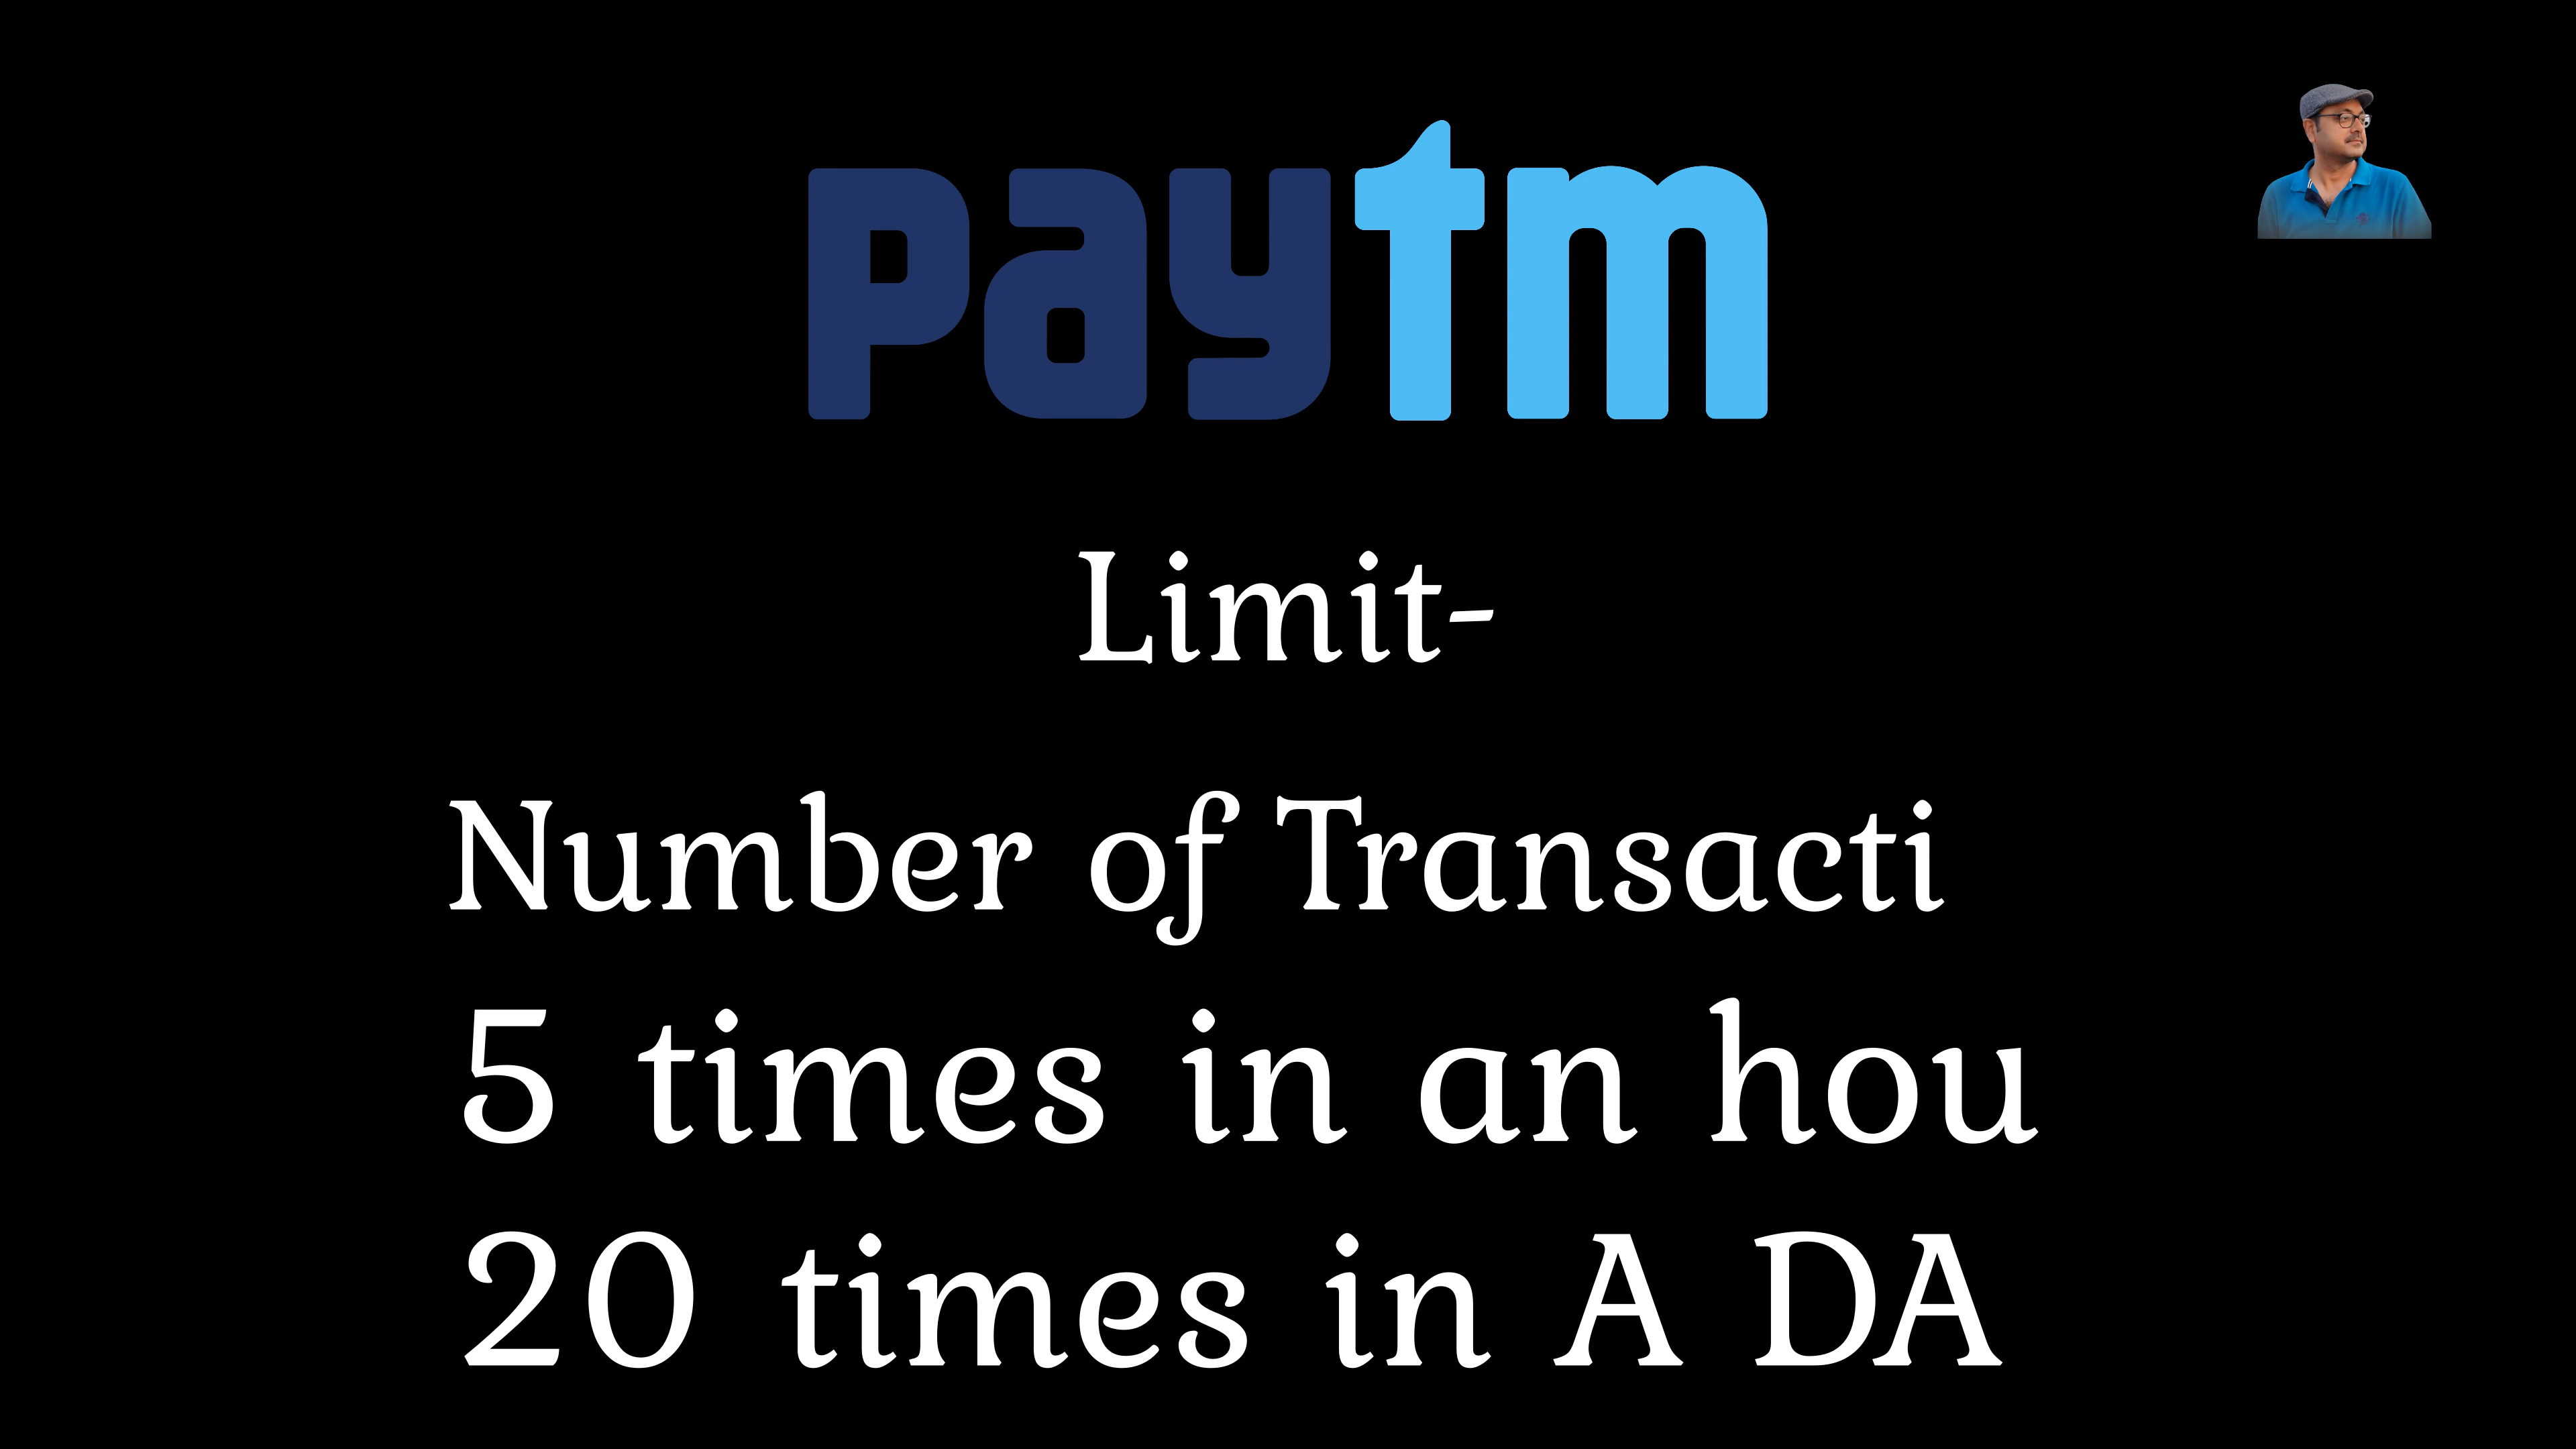 paytm
Limit-
Number of Transacti
5 times in an hou
20 times in A DA